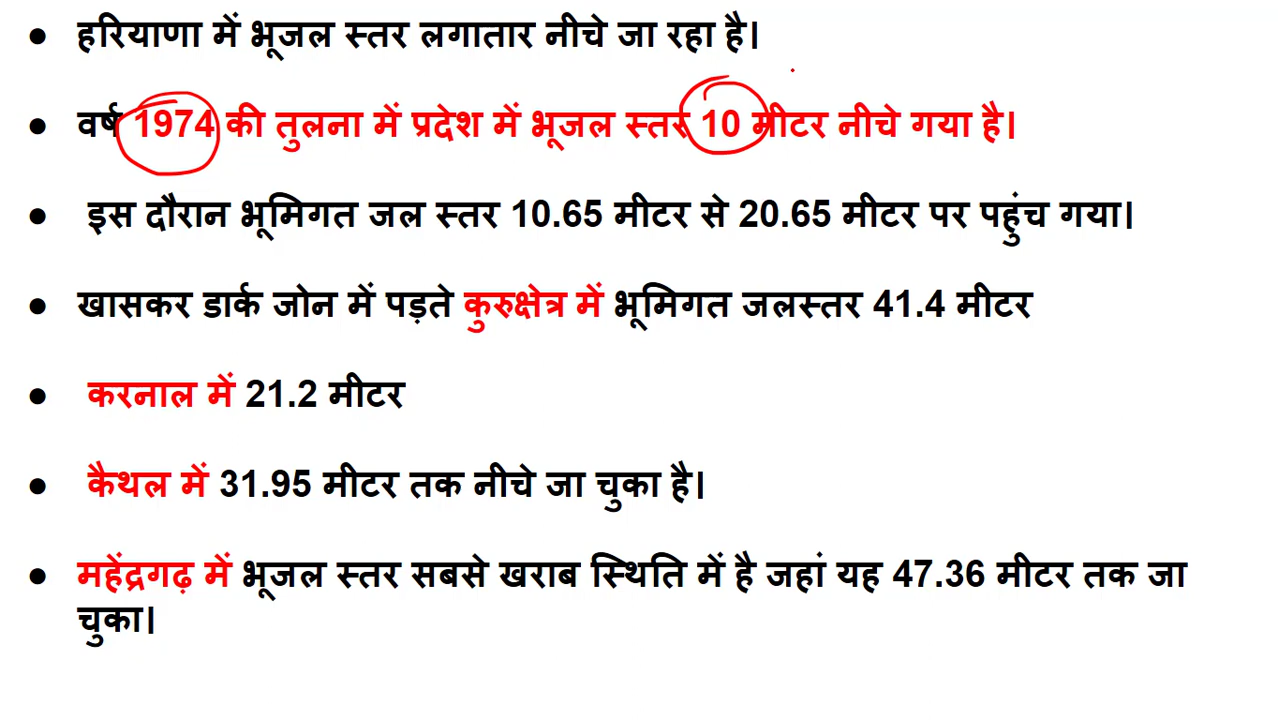 ● हरियाणा में भूजल स्तर लगातार नीचे जा रहा है।
● वर्ष 1974 की तुलना में प्रदेश में भूजल स्तर 10 मीटर नीचे गया है।
● इस दौरान भूमिगत जल स्तर 10.65 मीटर से 20.65 मीटर पर पहुंच गया।
● खासकर डार्क जोन में पड़ते कुरुक्षेत्र में भूमिगत जलस्तर 41.4 मीटर
● करनाल में 21.2 मीटर
● कैथल में 31.95 मीटर तक नीचे जा चुका है।
● महेंद्रगढ़ में भूजल स्तर सबसे खराब स्थिति में है जहां यह 47.36 मीटर तक जा
चुका।